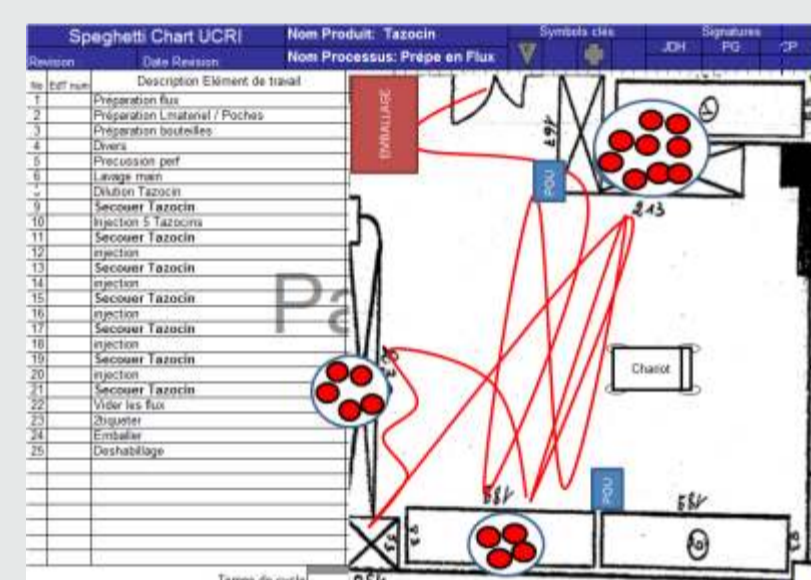 Speghetti Chart UCRI
Nom Produit: Tazocin
Symbols clés
Signatures
JDH PG
Revision
Date Revision
Nom Processus: Prépe en Flux
No EdT num Description Elément de travail
1 Préparation flux
2 Préparation Lmateriel / Poches
3 Préparation bouteilles
4 Divers
5 Precussion perf
6 Lavage main
Dilution Tazocin
9 Secouer Tazocin
10 Injection 5 Tazocins
11 Secouer Tazocin
12 injection
13 Secouer Tazocin
14 injection
15 Secouer Tazocin
16 injection
17 Secouer Tazocin
18 injection
19 Secouer Tazocin
20 injection
21 Secouer Tazocin
22 Vider les flux
23 2tiqueter
24 Emballer
25 Deshabillage
Temps de cycle
EMBALLAGE
167
POU
213
Chariot
POU